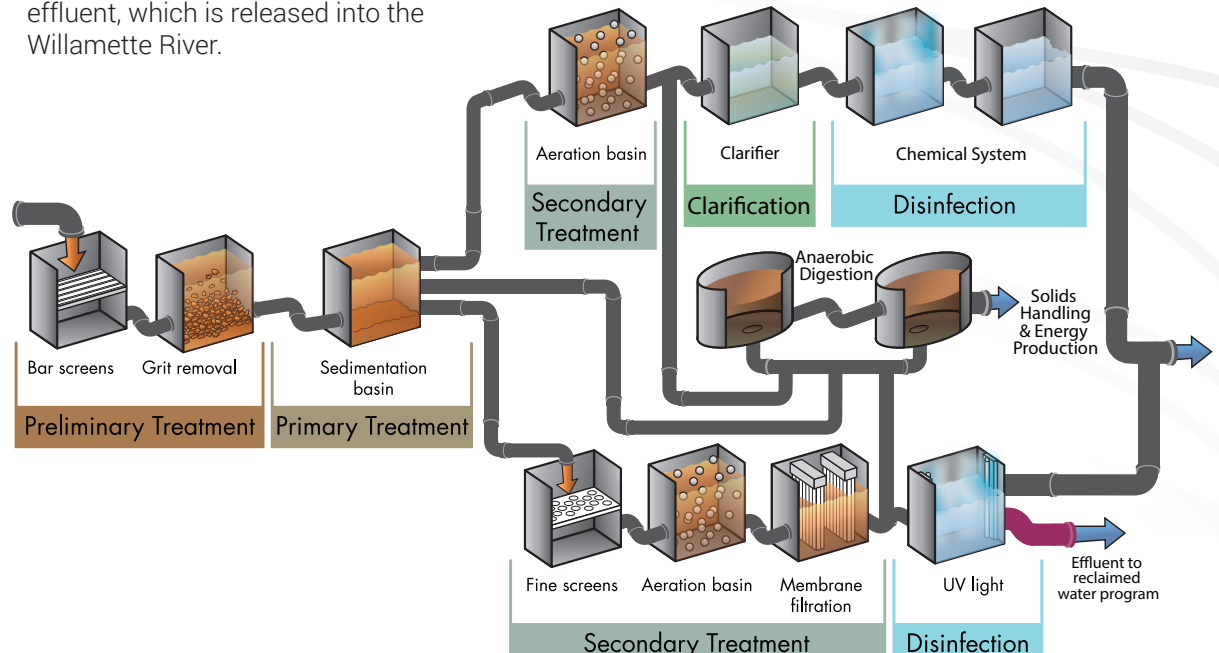 effluent, which is released into the
Willamette River.
Aeration basin
Clarifier
Chemical System
Secondary
Treatment
Clarification
Disinfection
Anaerobic
Digestion
Solids
Handling
& Energy
Production
Bar screens
Grit removal
Sedimentation
basin
Preliminary Treatment
Primary Treatment
Fine screens
Aeration basin
Membrane
filtration
UV light
Effluent to
reclaimed
water program
Secondary Treatment
Disinfection